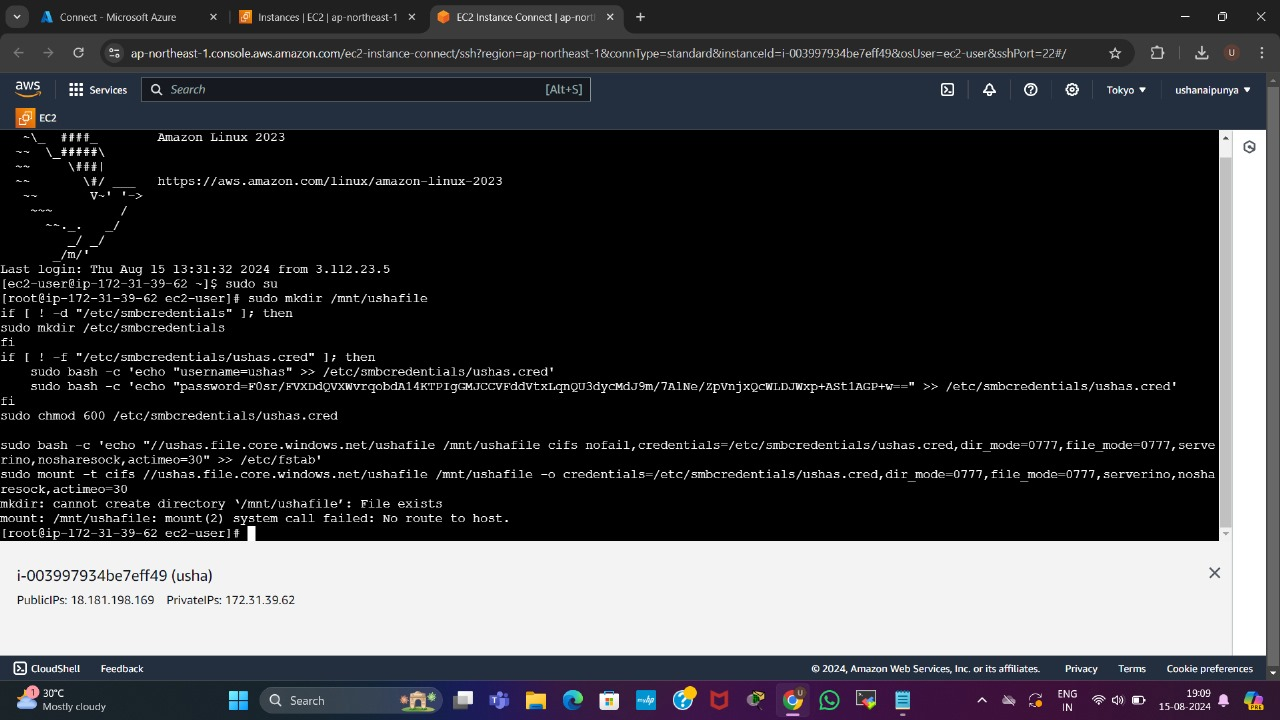 Connect - Microsoft Azure
Instances | EC2 | ap-northeast-1
EC2 Instance Connect | ap-nort
ap-northeast-1.console.aws.amazon.com/ec2-instance-connect/ssh?region=ap-northeast-1&connType=standard&instanceId=i-003997934be7eff49&osUser=ec2-user&sshPort=22#/
U
aws
Services
Search
[Alt+S]
Tokyo
ushanaipunya
EC2
~\_ ####_ Amazon Linux 2023
~~ \_#####\
~~ \###|
~~ \#/ ___ https://aws.amazon.com/linux/amazon-linux-2023
~~ V~' '->
~~~ /
~~._. _/
_/ _/
_/m/'
Last login: Thu Aug 15 13:31:32 2024 from 3.112.23.5
[ec2-user@ip-172-31-39-62 ~]$ sudo su
[root@ip-172-31-39-62 ec2-user]# sudo mkdir /mnt/ushafile
if [ ! -d "/etc/smbcredentials" ]; then
sudo mkdir /etc/smbcredentials
fi
if [ ! -f "/etc/smbcredentials/ushas.cred" ]; then
sudo bash -c 'echo "username=ushas" >> /etc/smbcredentials/ushas.cred'
sudo bash -c 'echo "password=F0sr/FVXDdQVXWvrqobdA14KTPIgGMJCCVFddVtxLqnQU3dycMdJ9m/7AlNe/ZpVnjxQcWLDJWxp+ASt1AGP+w==" >> /etc/smbcredentials/ushas.cred'
fi
sudo chmod 600 /etc/smbcredentials/ushas.cred
sudo bash -c 'echo "//ushas.file.core.windows.net/ushafile /mnt/ushafile cifs nofail,credentials=/etc/smbcredentials/ushas.cred,dir_mode=0777,file_mode=0777,serve
rino,nosharesock,actimeo=30" >> /etc/fstab'
sudo mount -t cifs //ushas.file.core.windows.net/ushafile /mnt/ushafile -o credentials=/etc/smbcredentials/ushas.cred,dir_mode=0777,file_mode=0777,serverino,nosha
resock,actimeo=30
mkdir: cannot create directory ‘/mnt/ushafile’: File exists
mount: /mnt/ushafile: mount(2) system call failed: No route to host.
[root@ip-172-31-39-62 ec2-user]#
i-003997934be7eff49 (usha)
PublicIPs: 18.181.198.169 PrivateIPs: 172.31.39.62
CloudShell
Feedback
© 2024, Amazon Web Services, Inc. or its affiliates.
Privacy
Terms
Cookie preferences
1
30°C
Mostly cloudy
Search
ENG
IN
19:09
15-08-2024